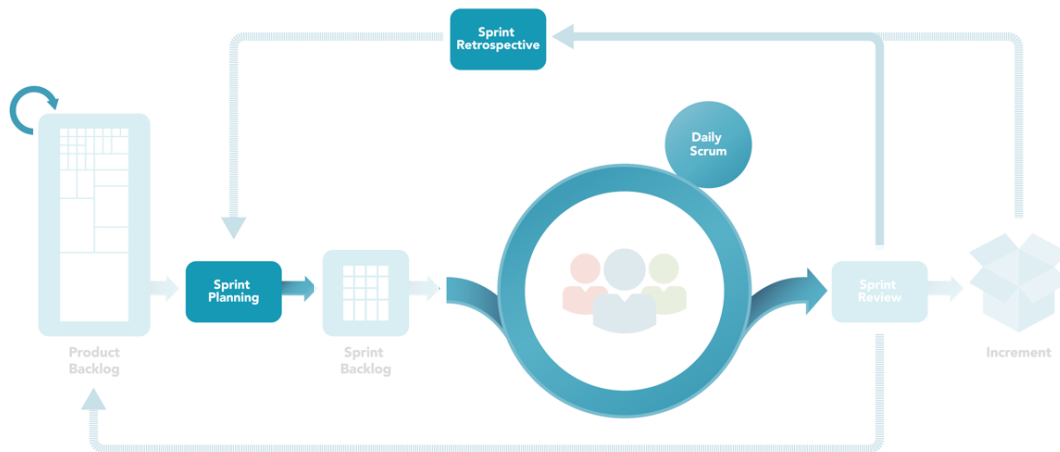 Sprint
Retrospective
Daily
Scrum
Sprint
Planning
Sprint
Review
Product
Backlog
Sprint
Backlog
Increment